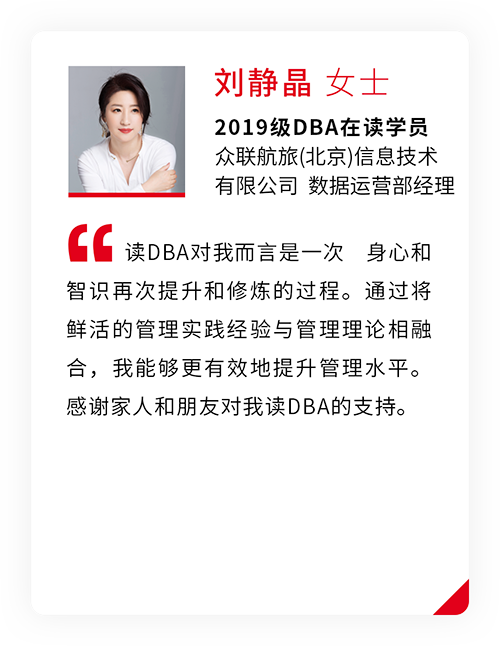 刘静晶 女士
2019级DBA在读学员
众联航旅(北京)信息技术
有限公司 数据运营部经理
“ 读DBA对我而言是一次 身心和
智识再次提升和修炼的过程。通过将
鲜活的管理实践经验与管理理论相融
合，我能够更有效地提升管理水平。
感谢家人和朋友对我读DBA的支持。